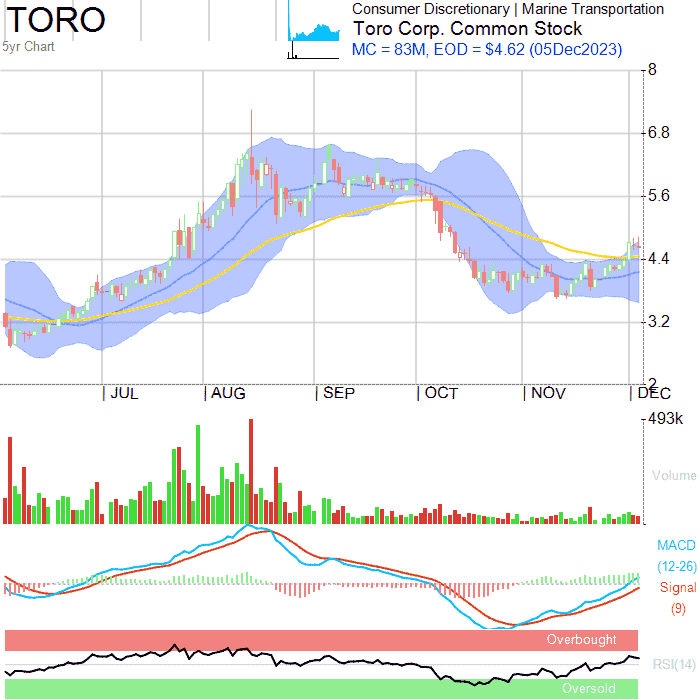 TORO
5yr Chart
Consumer Discretionary | Marine Transportation
Toro Corp. Common Stock
MC = 83M, EOD = $4.62 (05Dec2023)
8
6.8
5.6
4.4
3.2
2
JUL AUG SEP OCT NOV DEC
493k
Volume
MACD
(12-26)
Signal
(9)
Overbought
RSI(14)
Oversold